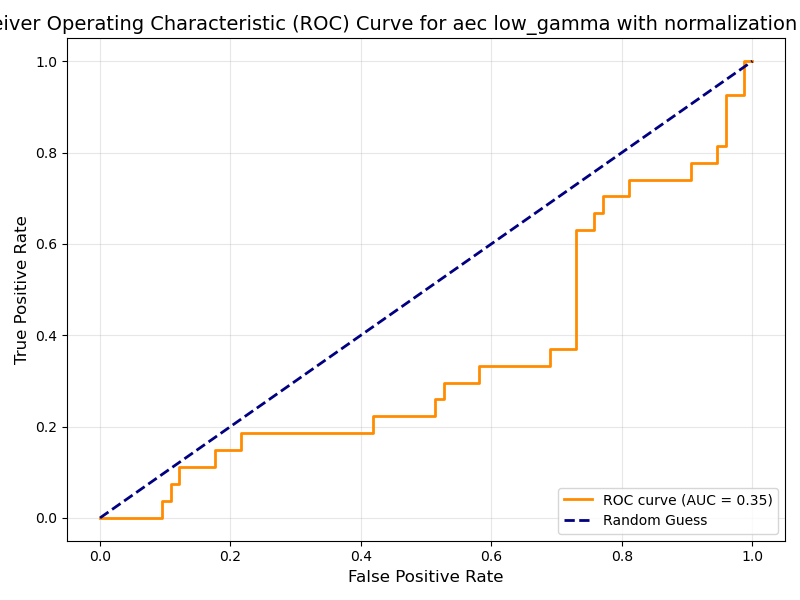 Operating Characteristic (ROC) Curve for aec low_gamma with normalization
1.0
0.8
0.6
0.4
0.2
0.0
True Positive Rate
ROC curve (AUC = 0.35)
Random Guess
0.0 0.2 0.4 0.6 0.8 1.0
False Positive Rate